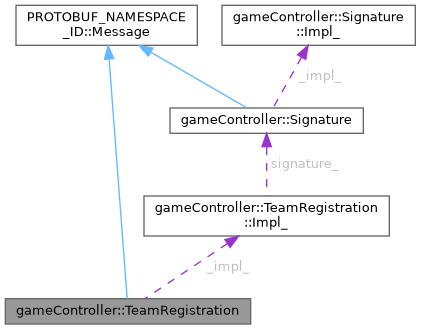 PROTOBUF_NAMESPACE
_ID::Message
gameController::Signature
::Impl_
_impl_
gameController::Signature
signature_
gameController::TeamRegistration
::Impl_
_impl_
gameController::TeamRegistration